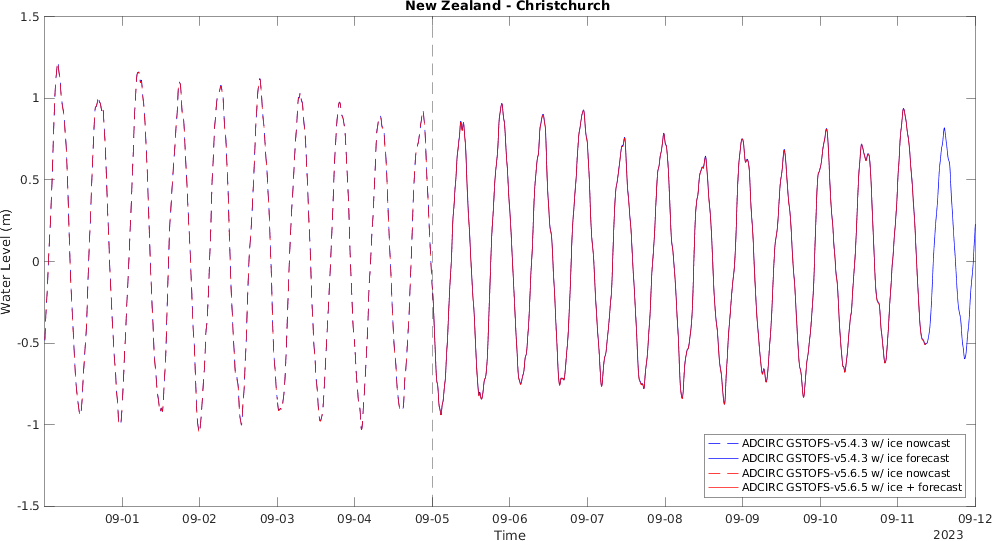 New Zealand - Christchurch
1.5
1
0.5
0
-0.5
-1
-1.5
Water Level (m)
ADCIRC GSTOFS-v5.4.3 w/ ice nowcast
ADCIRC GSTOFS-v5.4.3 w/ ice forecast
ADCIRC GSTOFS-v5.6.5 w/ ice nowcast
ADCIRC GSTOFS-v5.6.5 w/ ice + forecast
09-01 09-02 09-03 09-04 09-05 09-06 09-07 09-08 09-09 09-10 09-11 09-12
Time
2023